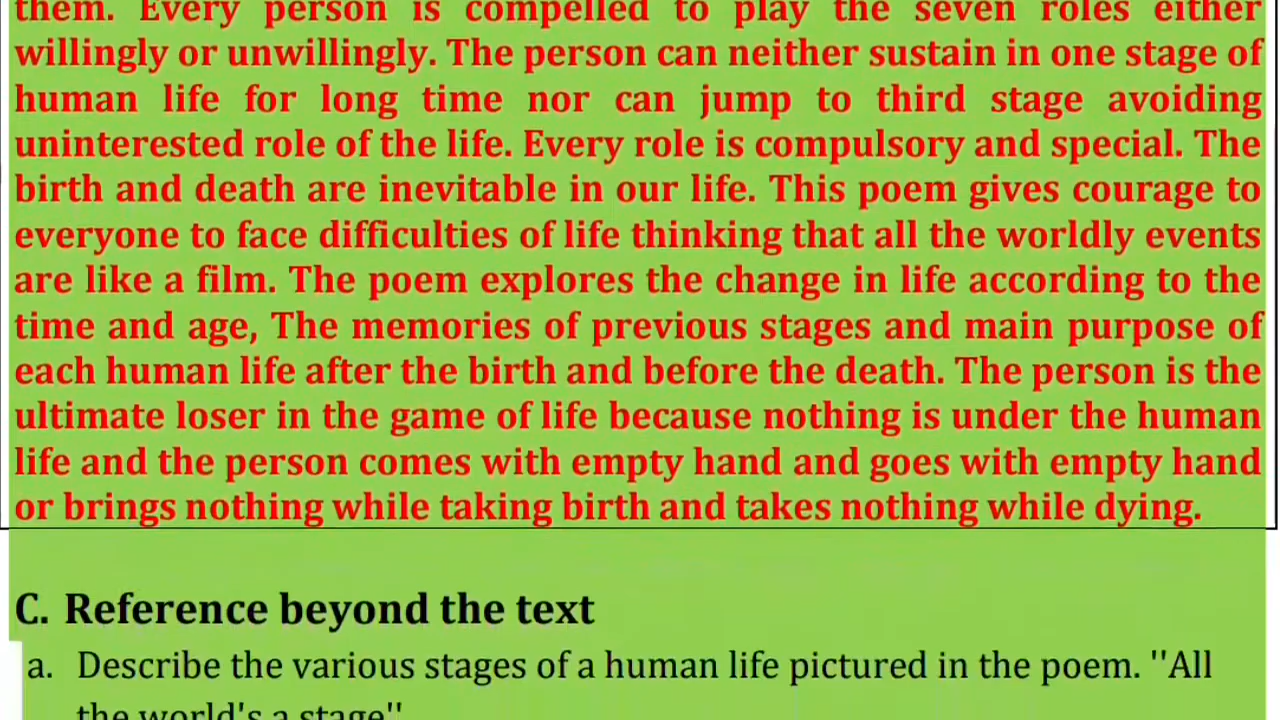 them. Every person is compelled to play the seven roles either
willingly or unwillingly. The person can neither sustain in one stage of
human life for long time nor can jump to third stage avoiding
uninterested role of the life. Every role is compulsory and special. The
birth and death are inevitable in our life. This poem gives courage to
everyone to face difficulties of life thinking that all the worldly events
are like a film. The poem explores the change in life according to the
time and age, The memories of previous stages and main purpose of
each human life after the birth and before the death. The person is the
ultimate loser in the game of life because nothing is under the human
life and the person comes with empty hand and goes with empty hand
or brings nothing while taking birth and takes nothing while dying.
C. Reference beyond the text
a. Describe the various stages of a human life pictured in the poem. ''All
the world's a stage''